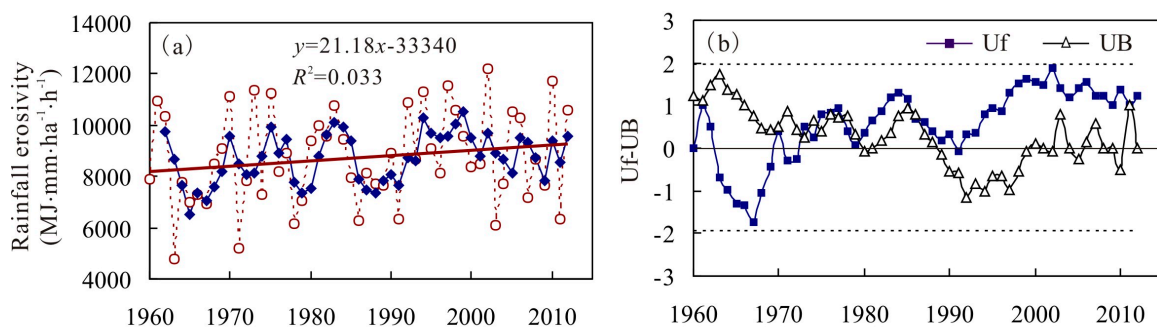 (a)
y=21.18x-33340
R²=0.033
Rainfall erosivity
(MJ·mm·ha⁻¹·h⁻¹)
14000
12000
10000
8000
6000
4000
1960 1970 1980 1990 2000 2010
(b)
Uf UB
Uf-UB
3
2
1
0
-1
-2
-3
1960 1970 1980 1990 2000 2010